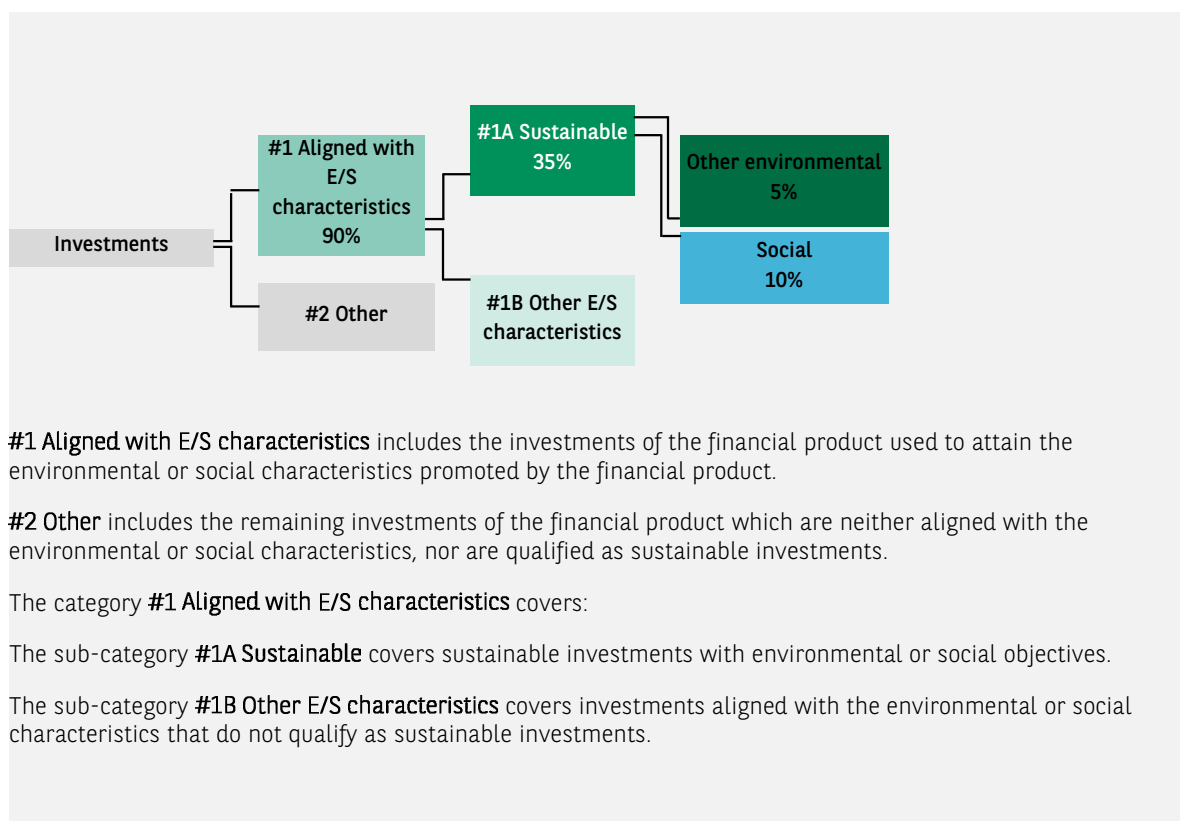 Investments
#1 Aligned with
E/S
characteristics
90%
#2 Other
#1A Sustainable
35%
#1B Other E/S
characteristics
Other environmental
5%
Social
10%
#1 Aligned with E/S characteristics includes the investments of the financial product used to attain the
environmental or social characteristics promoted by the financial product.
#2 Other includes the remaining investments of the financial product which are neither aligned with the
environmental or social characteristics, nor are qualified as sustainable investments.
The category #1 Aligned with E/S characteristics covers:
The sub-category #1A Sustainable covers sustainable investments with environmental or social objectives.
The sub-category #1B Other E/S characteristics covers investments aligned with the environmental or social
characteristics that do not qualify as sustainable investments.